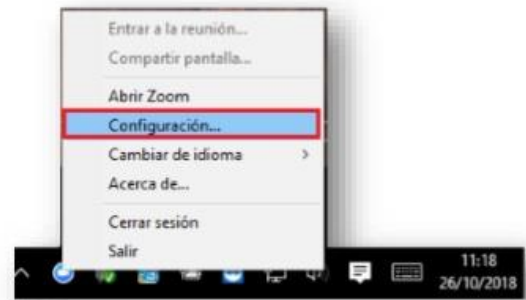 Entrar a la reunión...
Compartir pantalla...
Abrir Zoom
Configuración...
Cambiar de idioma
Acerca de...
Cerrar sesión
Salir
11:18
26/10/2018